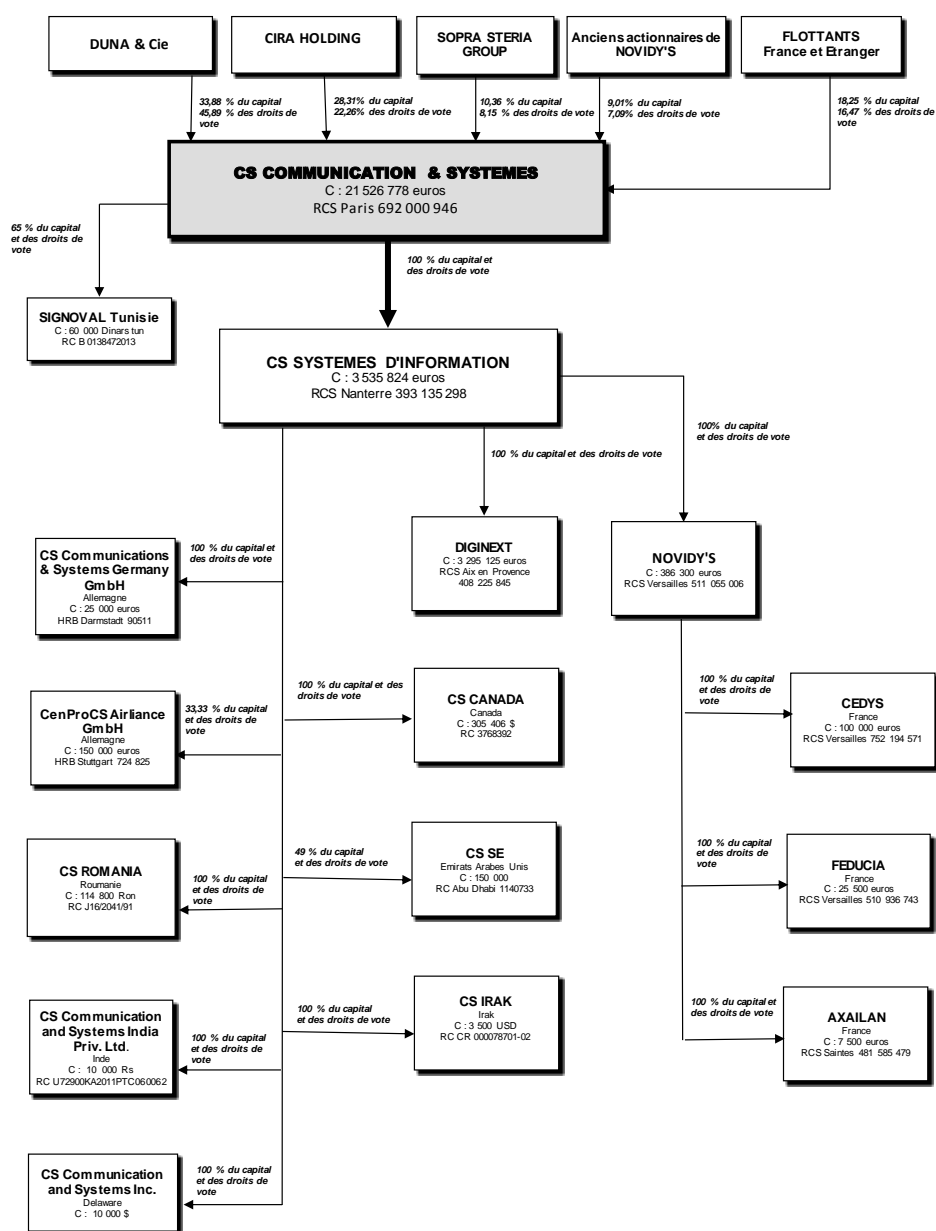 DUNA & Cie
CIRA HOLDING
SOPRA STERIA
GROUP
Anciens actionnaires de
NOVIDY'S
FLOTTANTS
France et Etranger
33,88 % du capital
45,89 % des droits de
vote
28,31% du capital
22,26% des droits de vote
10,36 % du capital
8,15 % des droits de vote
9,01% du capital
7,09% des droits de vote
18,25 % du capital
16,47 % des droits de
vote
CS COMMUNICATION & SYSTEMES
C : 21 526 778 euros
RCS Paris 692 000 946
65 % du capital
et des droits de
vote
100 % du capital et
des droits de vote
SIGNOVAL Tunisie
C : 60 000 Dinars tun
RC B 0138472013
CS SYSTEMES D'INFORMATION
C : 3 535 824 euros
RCS Nanterre 393 135 298
100 % du capital et des droits de vote
100% du capital
et des droits de vote
CS Communications
& Systems Germany
GmbH
Allemagne
C : 25 000 euros
HRB Darmstadt 90511
100 % du capital et
des droits de vote
DIGINEXT
C : 3 295 125 euros
RCS Aix en Provence
408 225 845
NOVIDY'S
C : 386 300 euros
RCS Versailles 511 055 006
CenProCS Airliance
GmbH
Allemagne
C : 150 000 euros
HRB Stuttgart 724 825
33,33 % du capital
et des droits de
vote
100 % du capital et des
droits de vote
CS CANADA
Canada
C : 305 406 $
RC 3768392
100 % du capital
et des droits de
vote
CEDYS
France
C : 100 000 euros
RCS Versailles 752 194 571
CS ROMANIA
Roumanie
C : 114 800 Ron
RC J16/2041/91
100 % du capital
et des droits de
vote
49 % du capital
et des droits de vote
CS SE
Emirats Arabes Unis
C : 150 000
RC Abu Dhabi 1140733
100 % du capital
et des droits de
vote
FEDUCIA
France
C : 25 500 euros
RCS Versailles 510 936 743
CS Communication
and Systems India
Priv. Ltd.
Inde
C : 10 000 Rs
RC U72900KA2011PTC060062
100 % du capital
et des droits de
vote
100 % du capital
et des droits de vote
CS IRAK
Irak
C : 3 500 USD
RC CR 000078701-02
100 % du capital et
des droits de vote
AXAILAN
France
C : 7 500 euros
RCS Saintes 481 585 479
CS Communication
and Systems Inc.
Delaware
C : 10 000 $
100 % du capital
et des droits de
vote